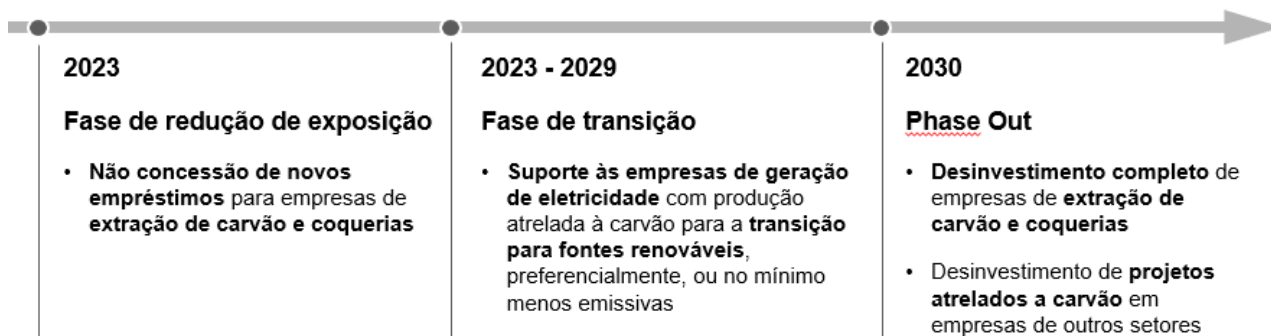 2023
Fase de redução de exposição
• Não concessão de novos
empréstimos para empresas de
extração de carvão e coquerias
2023 - 2029
Fase de transição
• Suporte às empresas de geração
de eletricidade com produção
atrelada à carvão para a transição
para fontes renováveis,
preferencialmente, ou no mínimo
menos emissivas
2030
Phase Out
• Desinvestimento completo de
empresas de extração de
carvão e coquerias
• Desinvestimento de projetos
atrelados a carvão em
empresas de outros setores